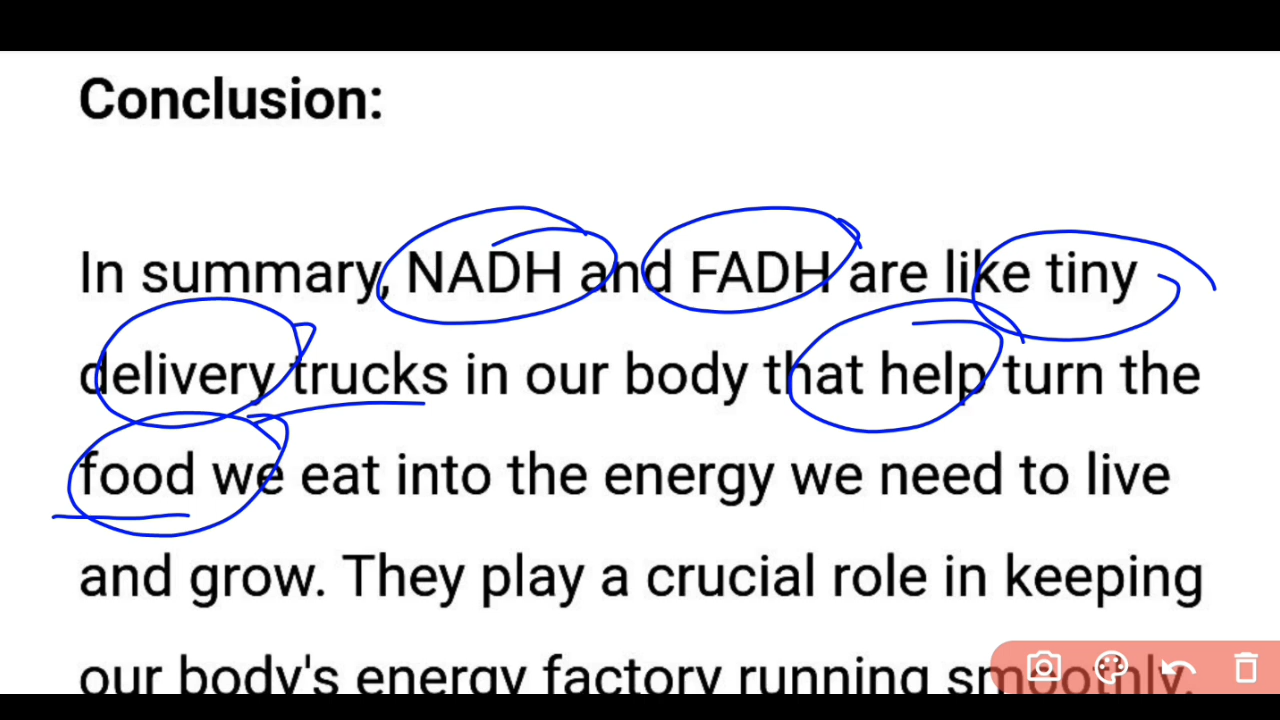 Conclusion:
In summary, NADH and FADH are like tiny
delivery trucks in our body that help turn the
food we eat into the energy we need to live
and grow. They play a crucial role in keeping
our body's energy factory running smoothly.